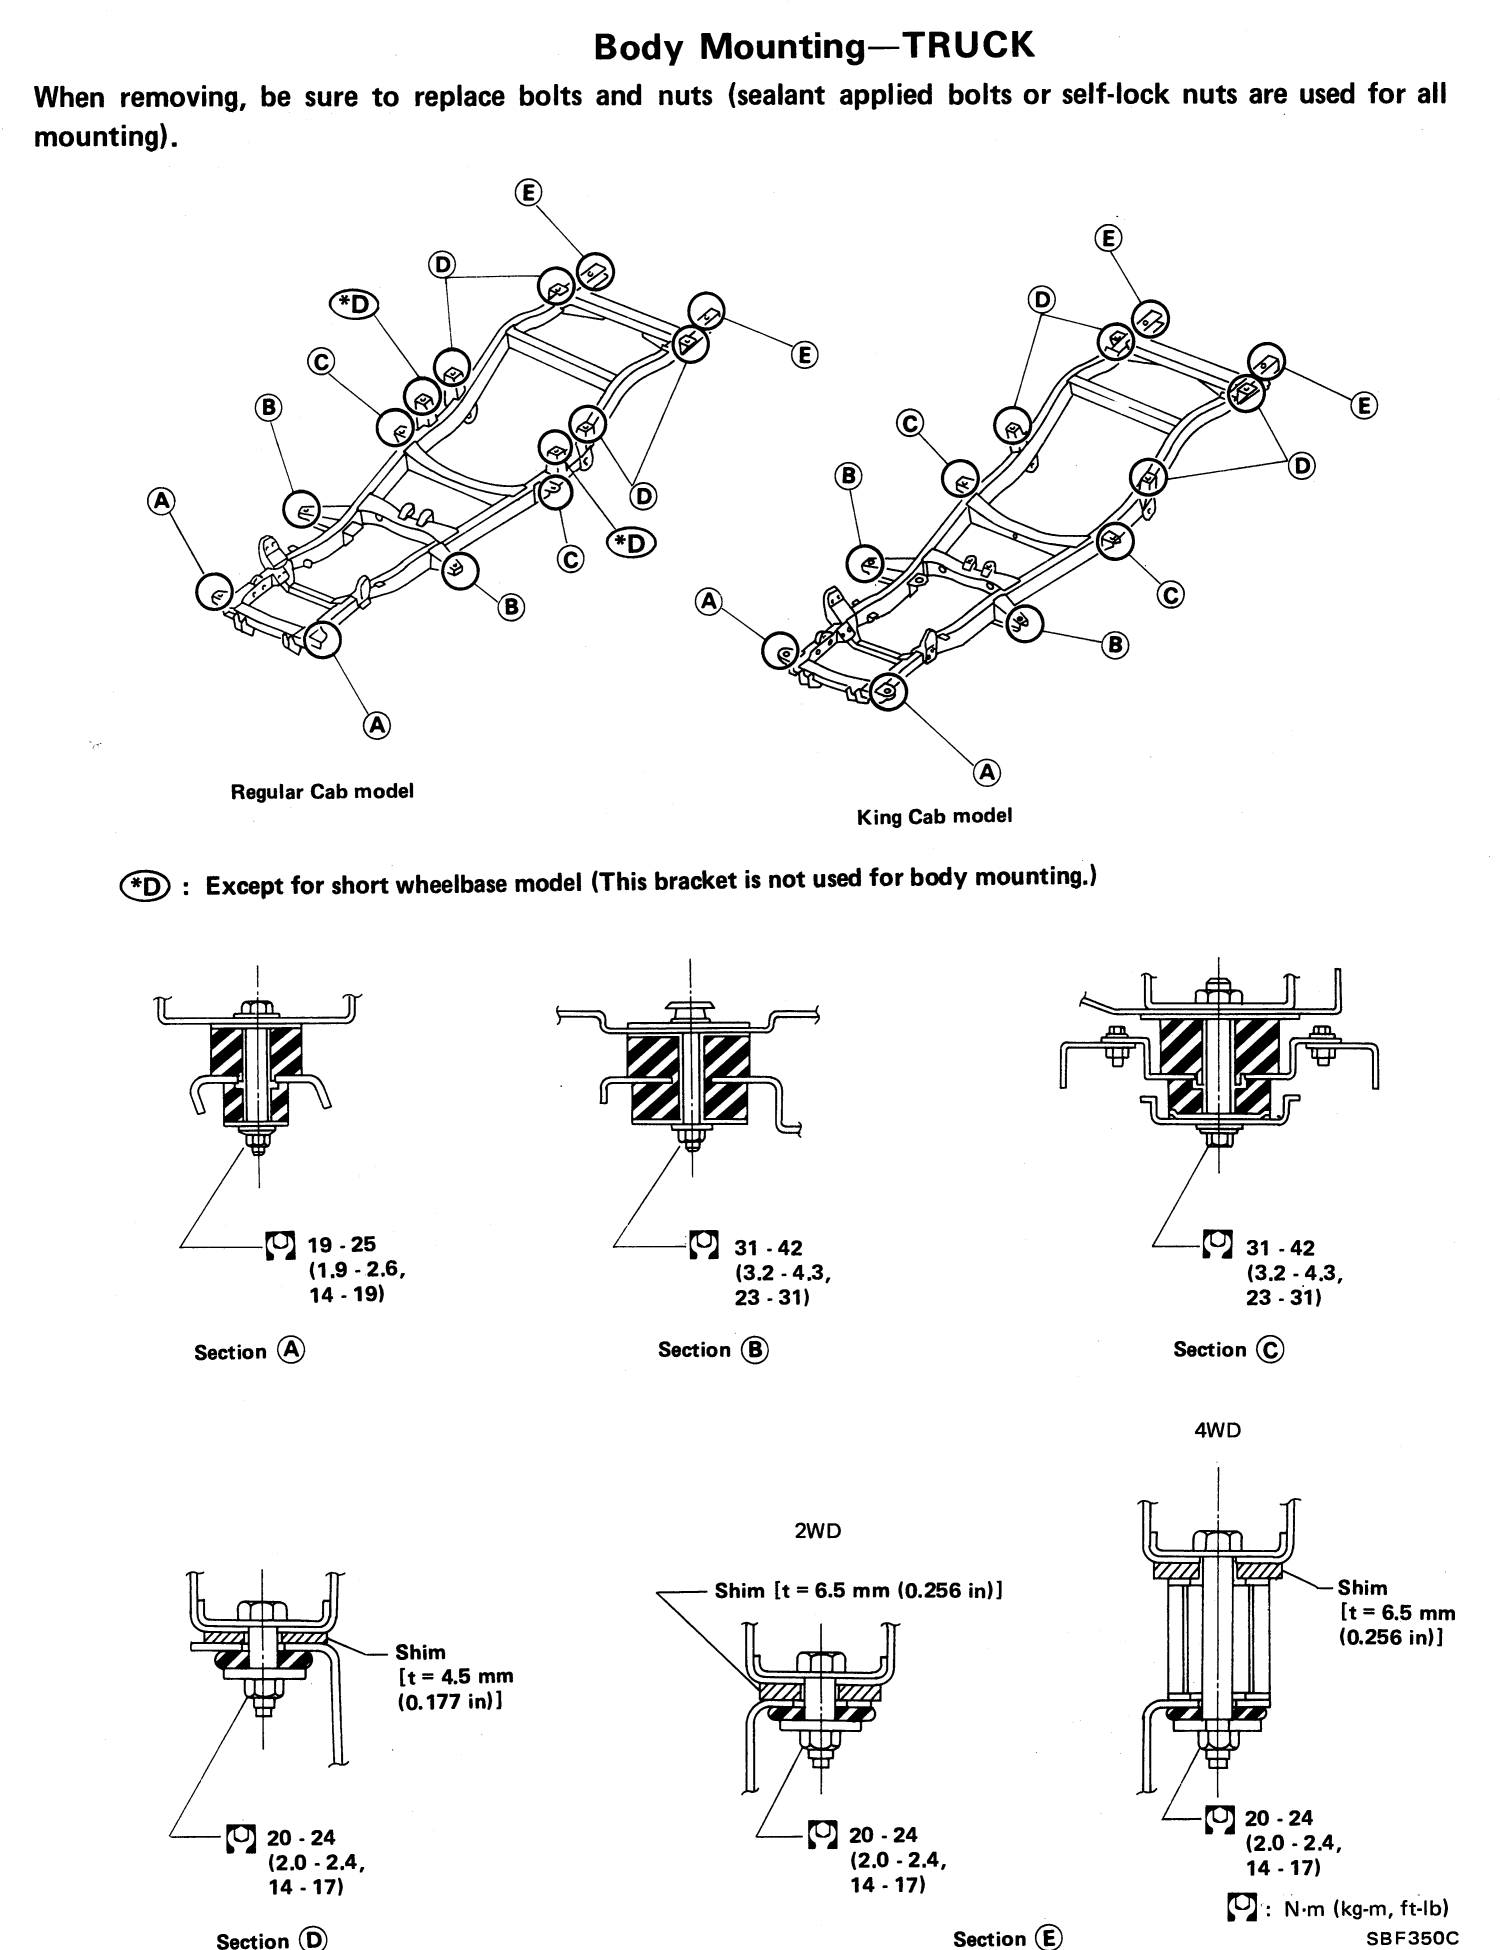 Body Mounting—TRUCK
When removing, be sure to replace bolts and nuts (sealant applied bolts or self-lock nuts are used for all
mounting).
E
D
*D
C
B
A
E
D
*D
C
B
A
Regular Cab model
E
D
C
B
A
E
D
C
B
A
King Cab model
*D : Except for short wheelbase model (This bracket is not used for body mounting.)
19 - 25
(1.9 - 2.6,
14 - 19)
Section A
31 - 42
(3.2 - 4.3,
23 - 31)
Section B
31 - 42
(3.2 - 4.3,
23 - 31)
Section C
Shim
[t = 4.5 mm
(0.177 in)]
20 - 24
(2.0 - 2.4,
14 - 17)
Section D
2WD
Shim [t = 6.5 mm (0.256 in)]
20 - 24
(2.0 - 2.4,
14 - 17)
4WD
Shim
[t = 6.5 mm
(0.256 in)]
20 - 24
(2.0 - 2.4,
14 - 17)
Section E
: N·m (kg-m, ft-lb)
SBF350C